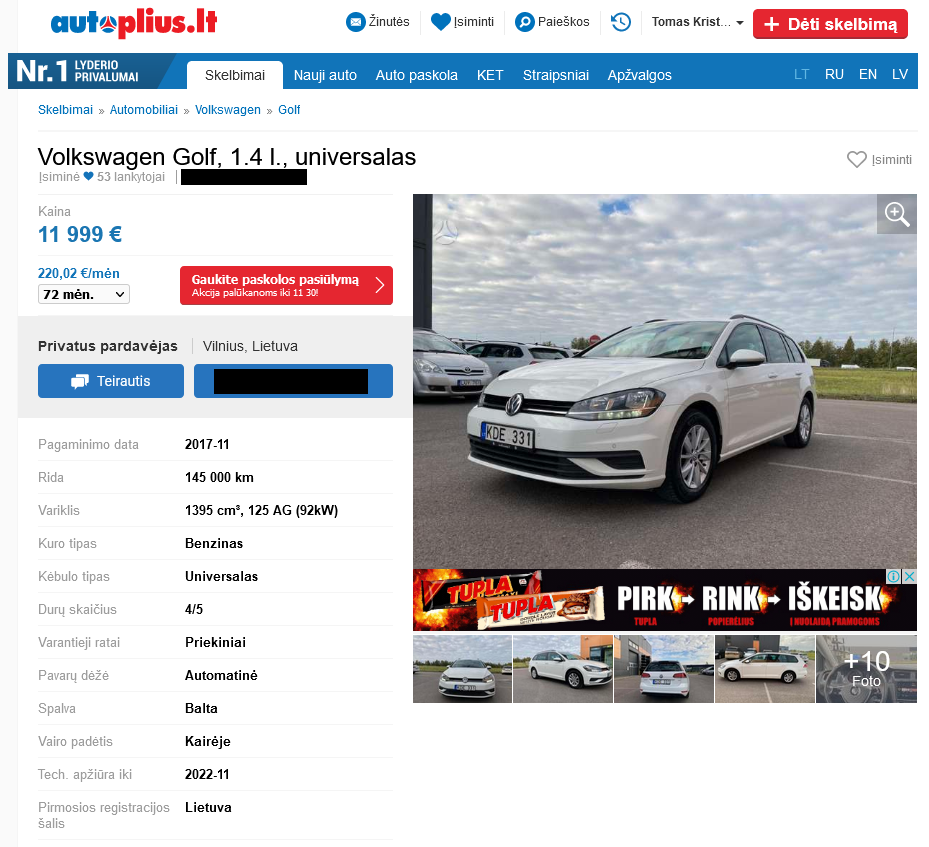 autoplius.lt
Žinutės
Įsiminti
Paieškos
Tomas Krist...
+ Dėti skelbimą
Nr.1 LYDERIO
PRIVALUMAI
Skelbimai
Nauji auto
Auto paskola
KET
Straipsniai
Apžvalgos
LT
RU
EN
LV
Skelbimai » Automobiliai » Volkswagen » Golf
Volkswagen Golf, 1.4 l., universalas
Įsiminti
Įsiminė 53 lankytojai
Kaina
11 999 €
220,02 €/mėn
72 mėn.
Gaukite paskolos pasiūlymą
Akcija palūkanoms iki 11 30!
Privatus pardavėjas
Vilnius, Lietuva
Teirautis
Pagaminimo data 2017-11
Rida 145 000 km
Variklis 1395 cm³, 125 AG (92kW)
Kuro tipas Benzinas
Kėbulo tipas Universalas
Durų skaičius 4/5
Varantieji ratai Priekiniai
Pavarų dėžė Automatinė
Spalva Balta
Vairo padėtis Kairėje
Tech. apžiūra iki 2022-11
Pirmosios registracijos Lietuva
šalis
KDE 331
TUPLA
TUPLA
PIRK RINK IŠKEISK
TUPLA POPIERĖLIUS Į NUOLAIDĄ PRAMOGOMS
+10
Foto